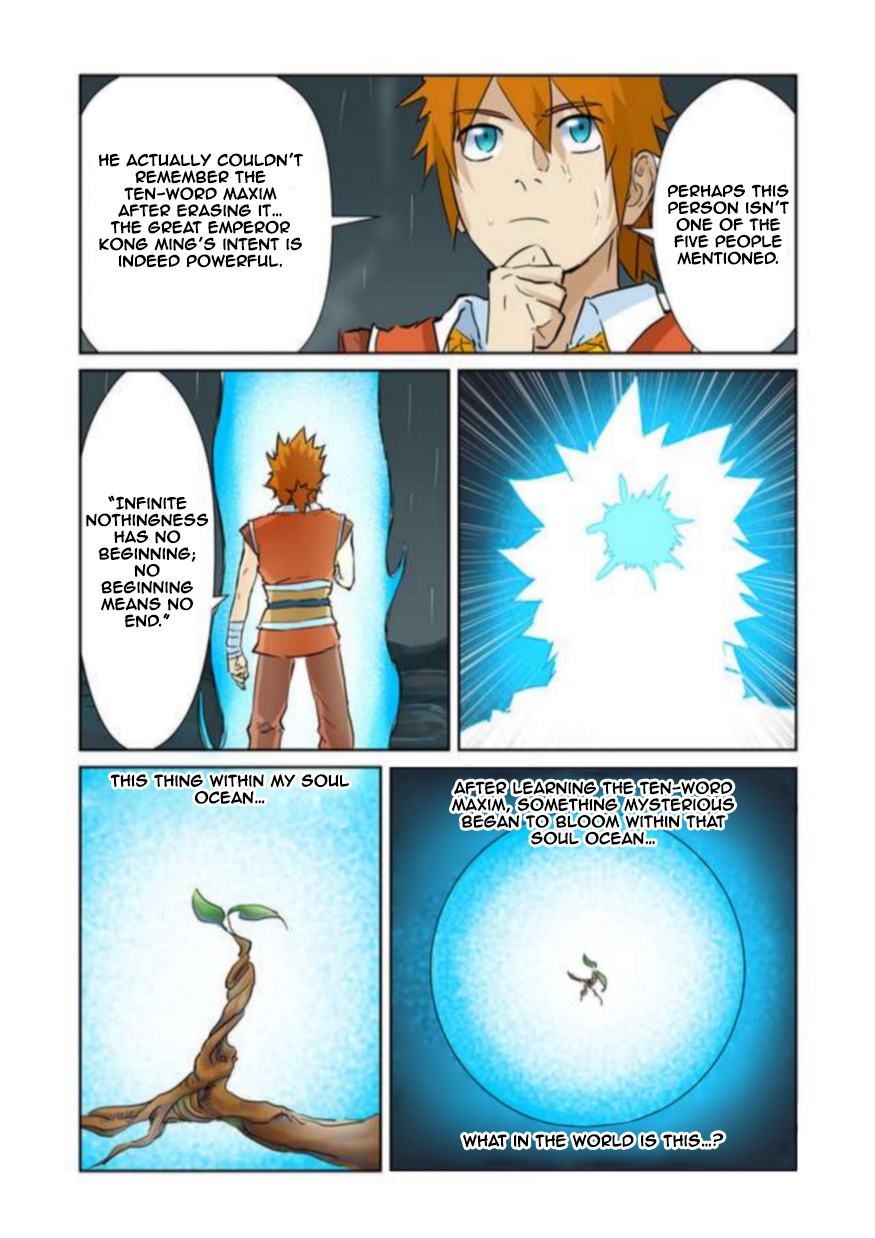 HE ACTUALLY COULDN'T
REMEMBER THE
TEN-WORD MAXIM
AFTER ERASING IT...
THE GREAT EMPEROR
KONG MING'S INTENT IS
INDEED POWERFUL.
PERHAPS THIS
PERSON ISN'T
ONE OF THE
FIVE PEOPLE
MENTIONED.
"INFINITE
NOTHINGNESS
HAS NO
BEGINNING;
NO
BEGINNING
MEANS NO
END."
THIS THING WITHIN MY SOUL
OCEAN...
AFTER LEARNING THE TEN-WORD
MAXIM, SOMETHING MYSTERIOUS
BEGAN TO BLOOM WITHIN THAT
SOUL OCEAN...
WHAT IN THE WORLD IS THIS...?